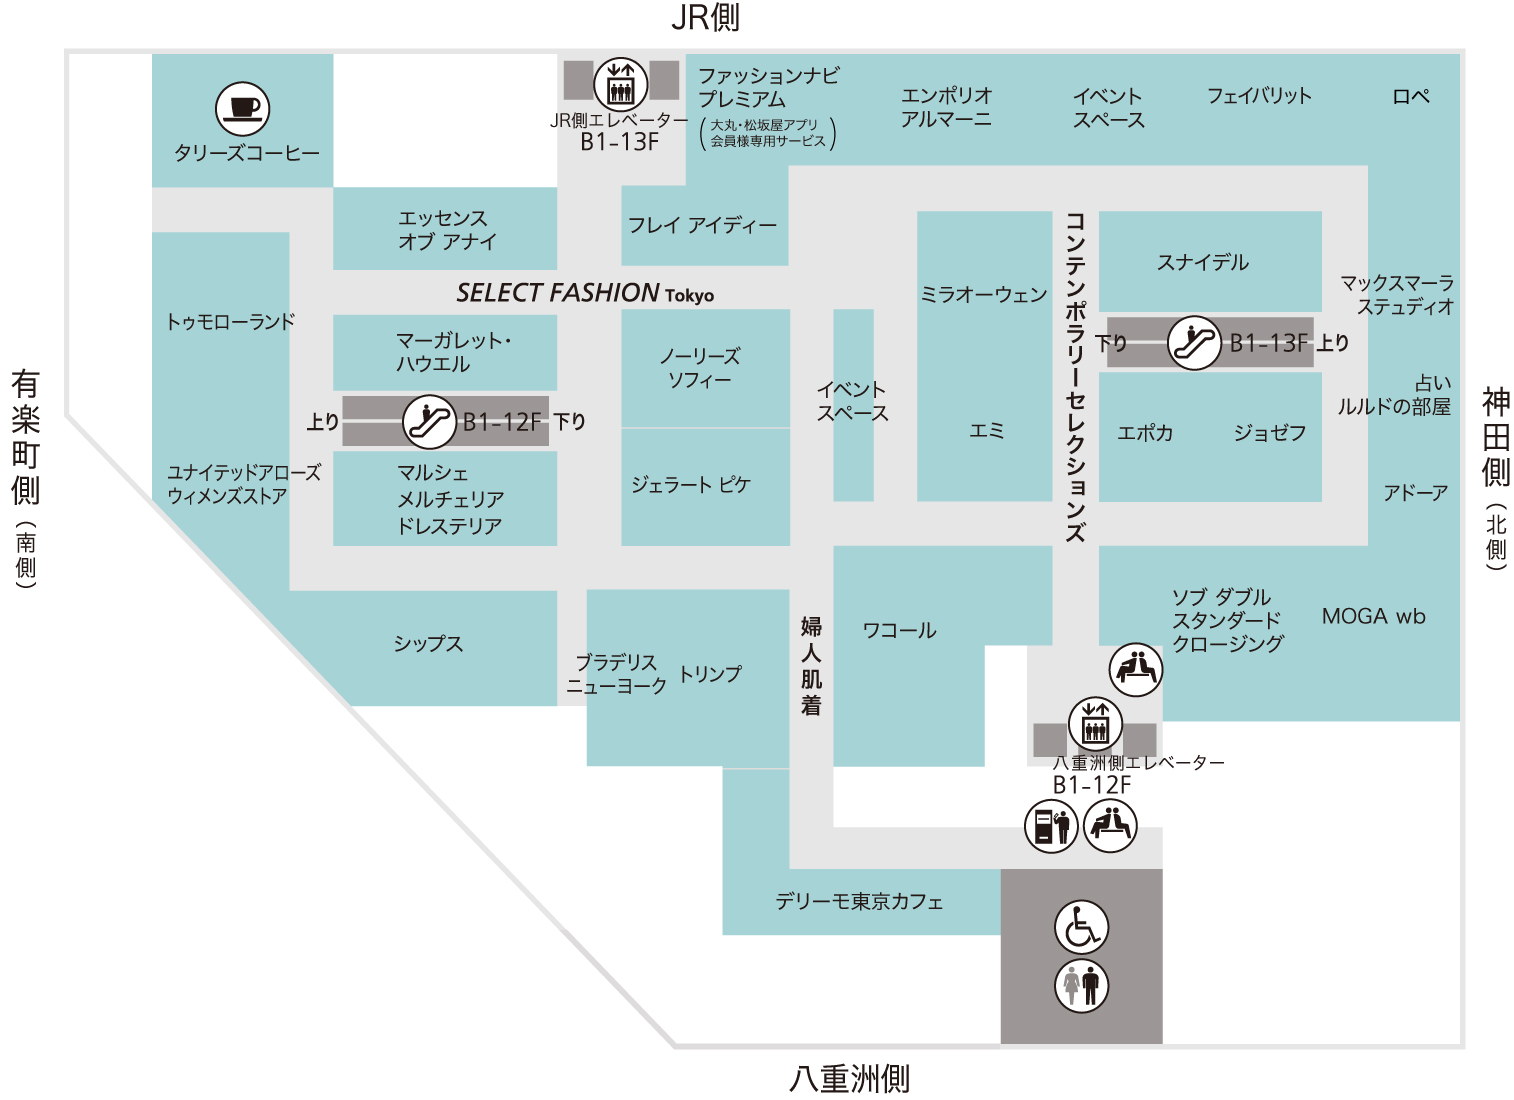 JR側
JR側エレベーター
B1-13F
ファッションナビ
プレミアム
(大丸・松坂屋アプリ
会員様専用サービス)
エンポリオ
アルマーニ
イベント
スペース
フェイバリット
ロペ
タリーズコーヒー
エッセンス
オブ アナイ
フレイ アイディー
コンテンポラリーセレクションズ
スナイデル
マックスマーラ
ステュディオ
SELECT FASHION Tokyo
ミラオーウェン
トゥモローランド
マーガレット・
ハウエル
ノーリーズ
ソフィー
下り
B1-13F
上り
イベント
スペース
占い
ルルドの部屋
有楽町側(南側)
神田側(北側)
上り
B1-12F
下り
エミ
エポカ
ジョゼフ
ユナイテッドアローズ
ウィメンズストア
マルシェ
メルチェリア
ドレステリア
ジェラート ピケ
アドーア
シップス
ブラデリス
ニューヨーク
トリンプ
婦人肌着
ワコール
ソブ ダブル
スタンダード
クロージング
MOGA wb
八重洲側エレベーター
B1-12F
デリーモ東京カフェ
八重洲側